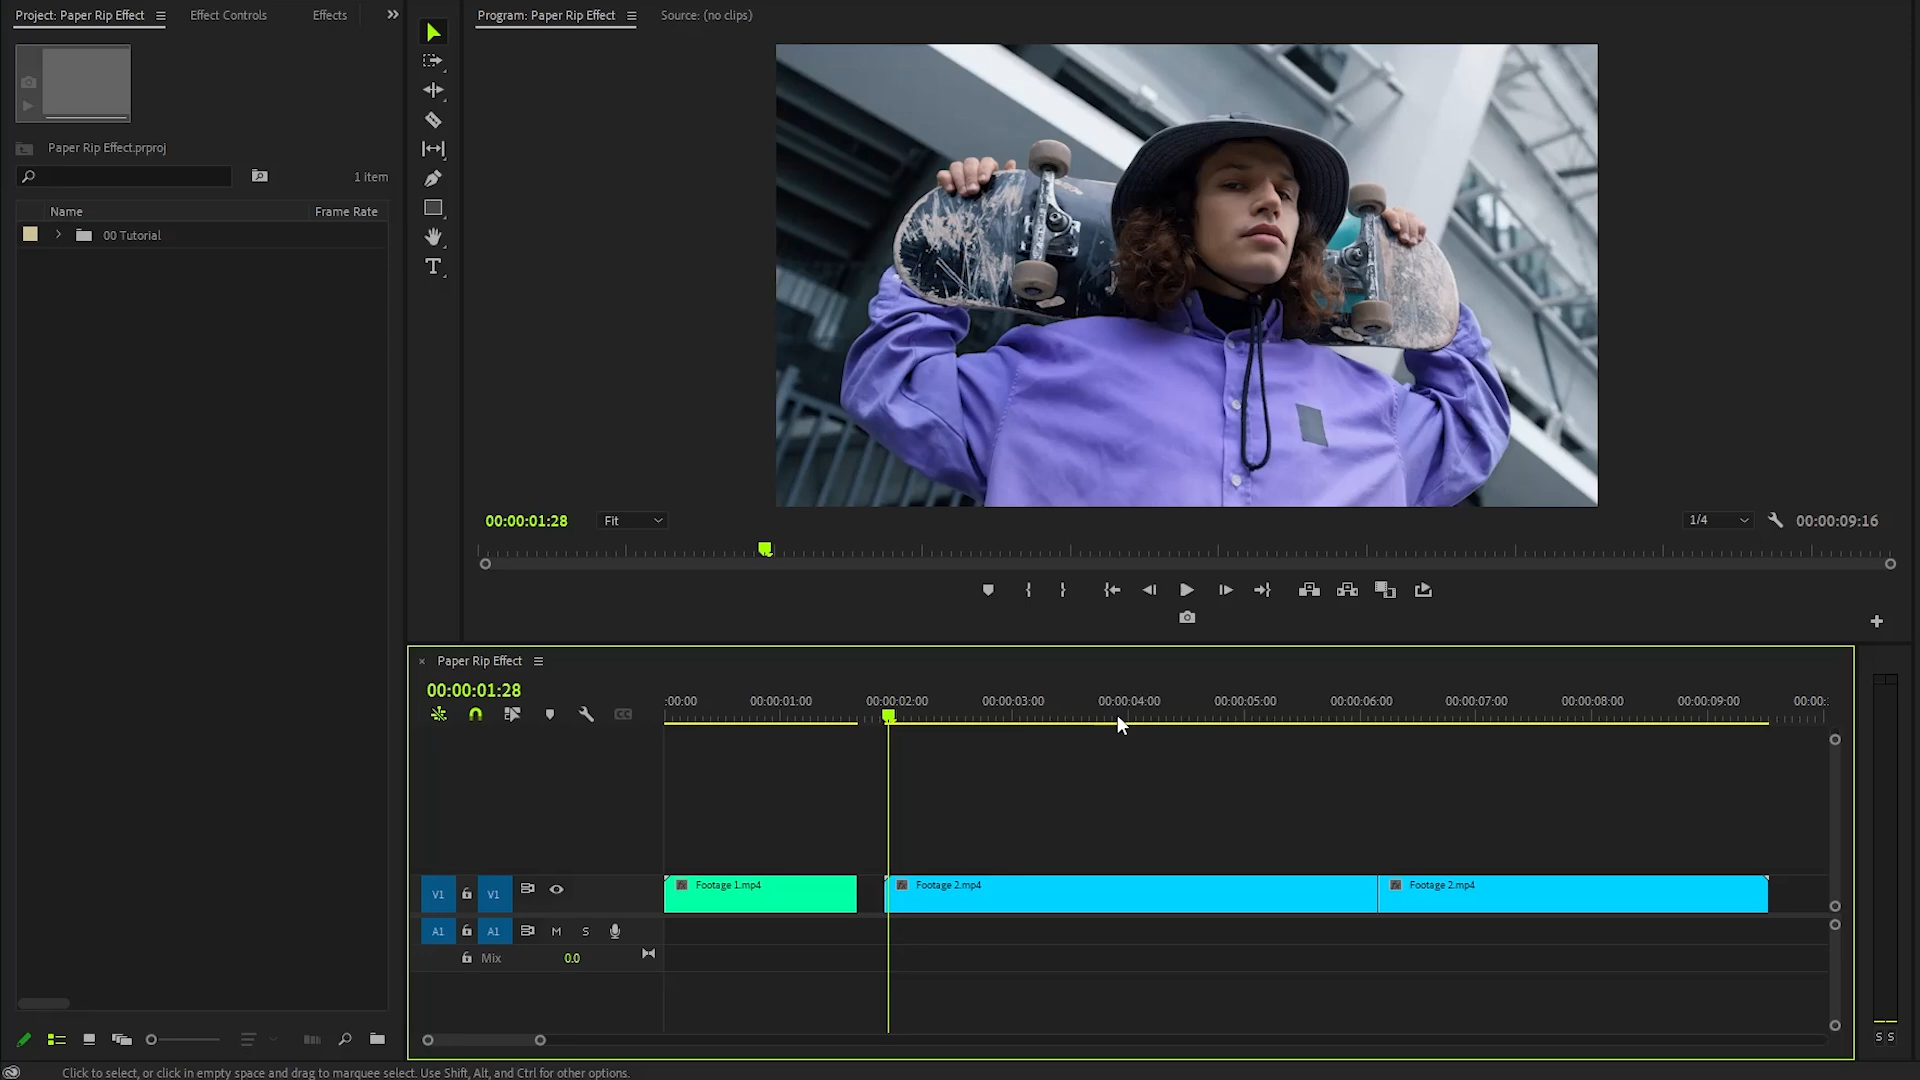 Project: Paper Rip Effect
Effect Controls
Effects
Program: Paper Rip Effect
Source: (no clips)
Paper Rip Effect.prproj
1 item
Name
Frame Rate
00 Tutorial
00:00:01:28
Fit
1/4
00:00:09:16
Paper Rip Effect
00:00:01:28
:00:00
00:00:01:00
00:00:02:00
00:00:03:00
00:00:04:00
00:00:05:00
00:00:06:00
00:00:07:00
00:00:08:00
00:00:09:00
00:00:
V1
V1
Footage 1.mp4
Footage 2.mp4
Footage 2.mp4
A1
A1
M
S
Mix
0.0
S S
Click to select, or click in empty space and drag to marquee select. Use Shift, Alt, and Ctrl for other options.